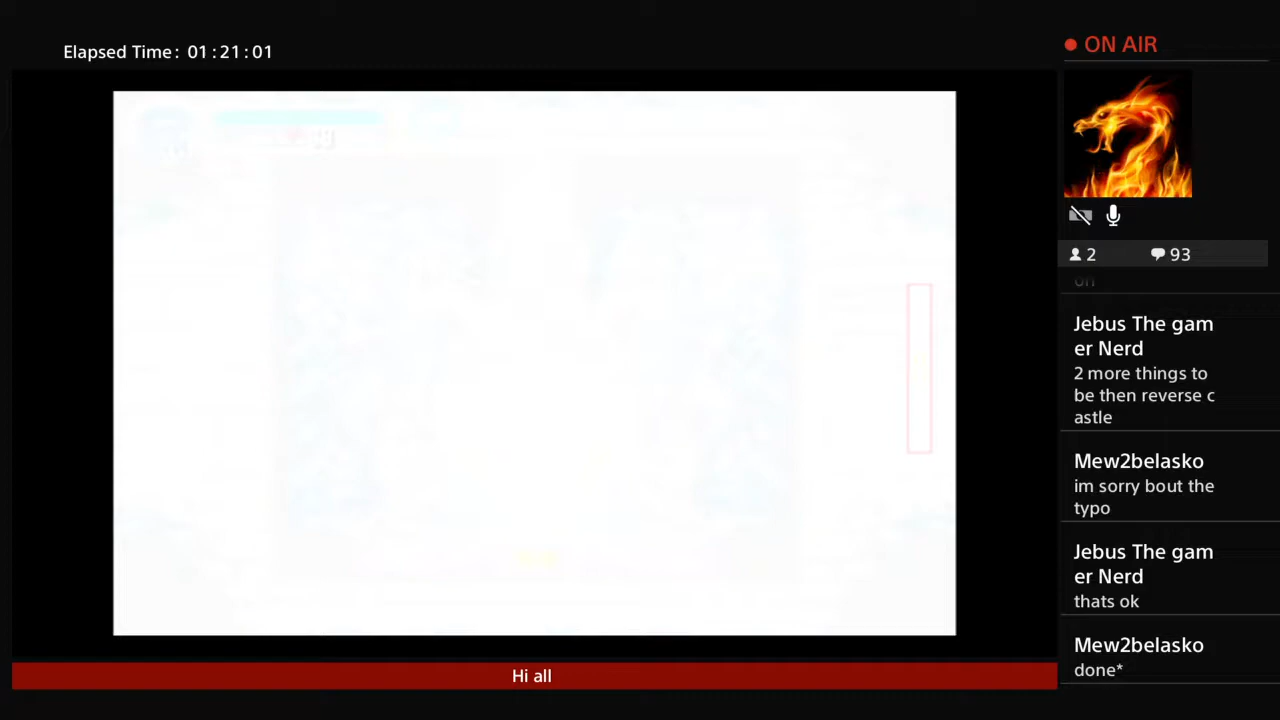 Elapsed Time: 01:21:01
ON AIR
2 93
on
Jebus The gam
er Nerd
2 more things to
be then reverse c
astle
Mew2belasko
im sorry bout the
typo
Jebus The gam
er Nerd
thats ok
Mew2belasko
done*
Hi all